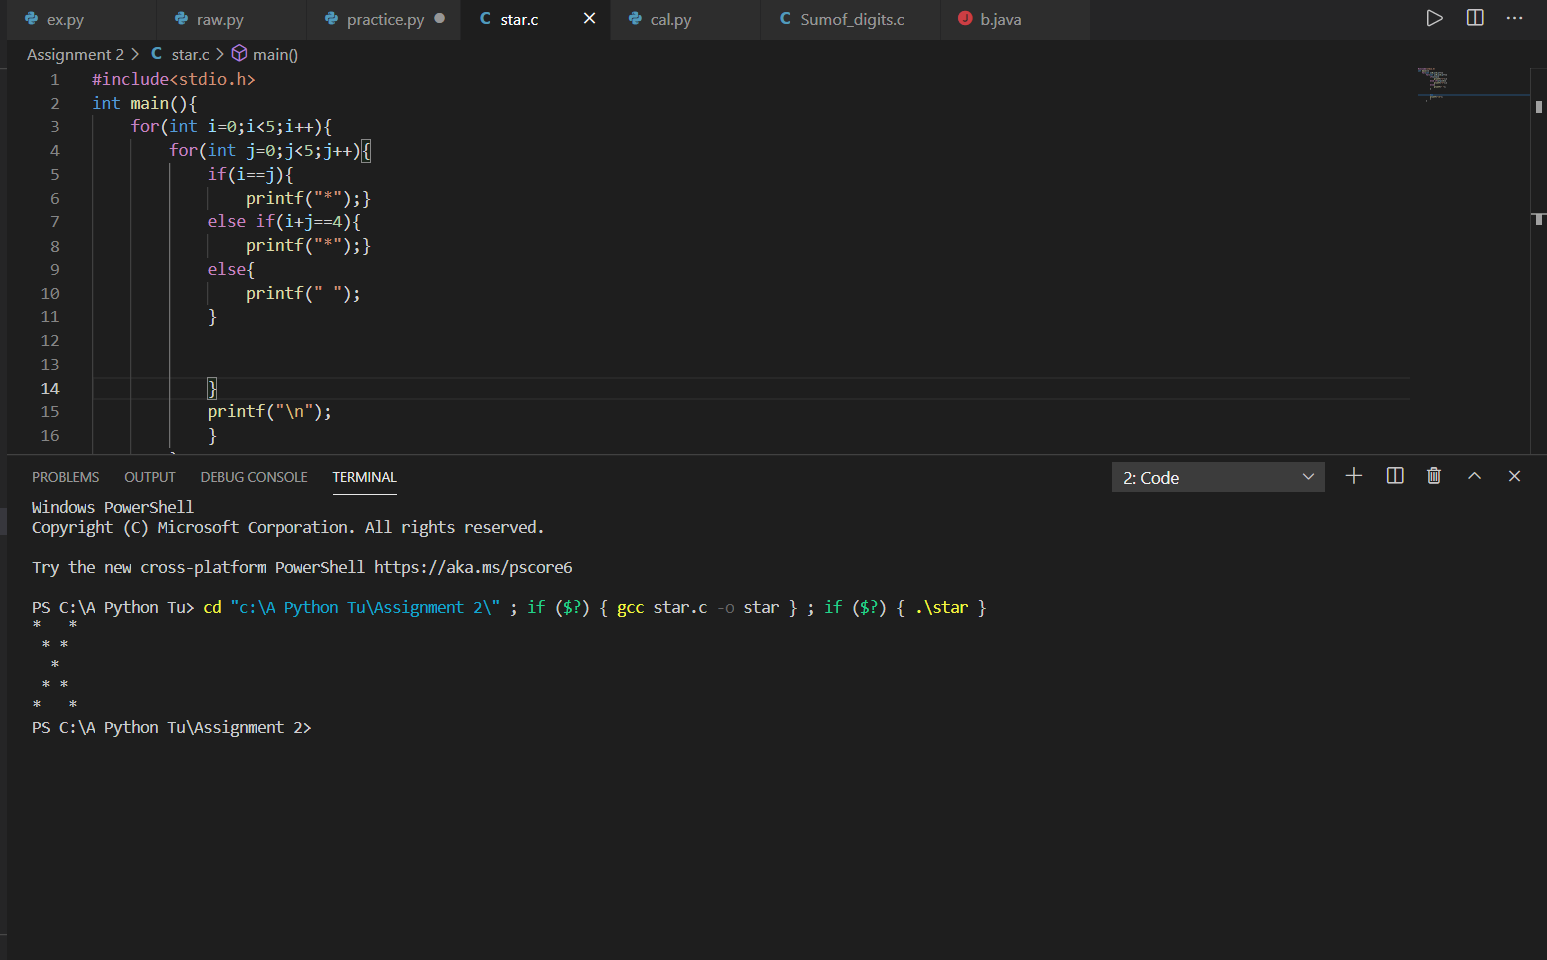 ex.py raw.py practice.py C star.c cal.py C Sumof_digits.c J b.java
Assignment 2 > C star.c > main()
1 #include<stdio.h>
2 int main(){
3 for(int i=0;i<5;i++){
4 for(int j=0;j<5;j++){
5 if(i==j){
6 printf("*");}
7 else if(i+j==4){
8 printf("*");}
9 else{
10 printf(" ");
11 }
12
13
14 }
15 printf("\n");
16 }
PROBLEMS OUTPUT DEBUG CONSOLE TERMINAL 2: Code
Windows PowerShell
Copyright (C) Microsoft Corporation. All rights reserved.
Try the new cross-platform PowerShell https://aka.ms/pscore6
PS C:\A Python Tu> cd "c:\A Python Tu\Assignment 2\" ; if ($?) { gcc star.c -o star } ; if ($?) { .\star }
*   *
 * *
  *
 * *
*   *
PS C:\A Python Tu\Assignment 2>